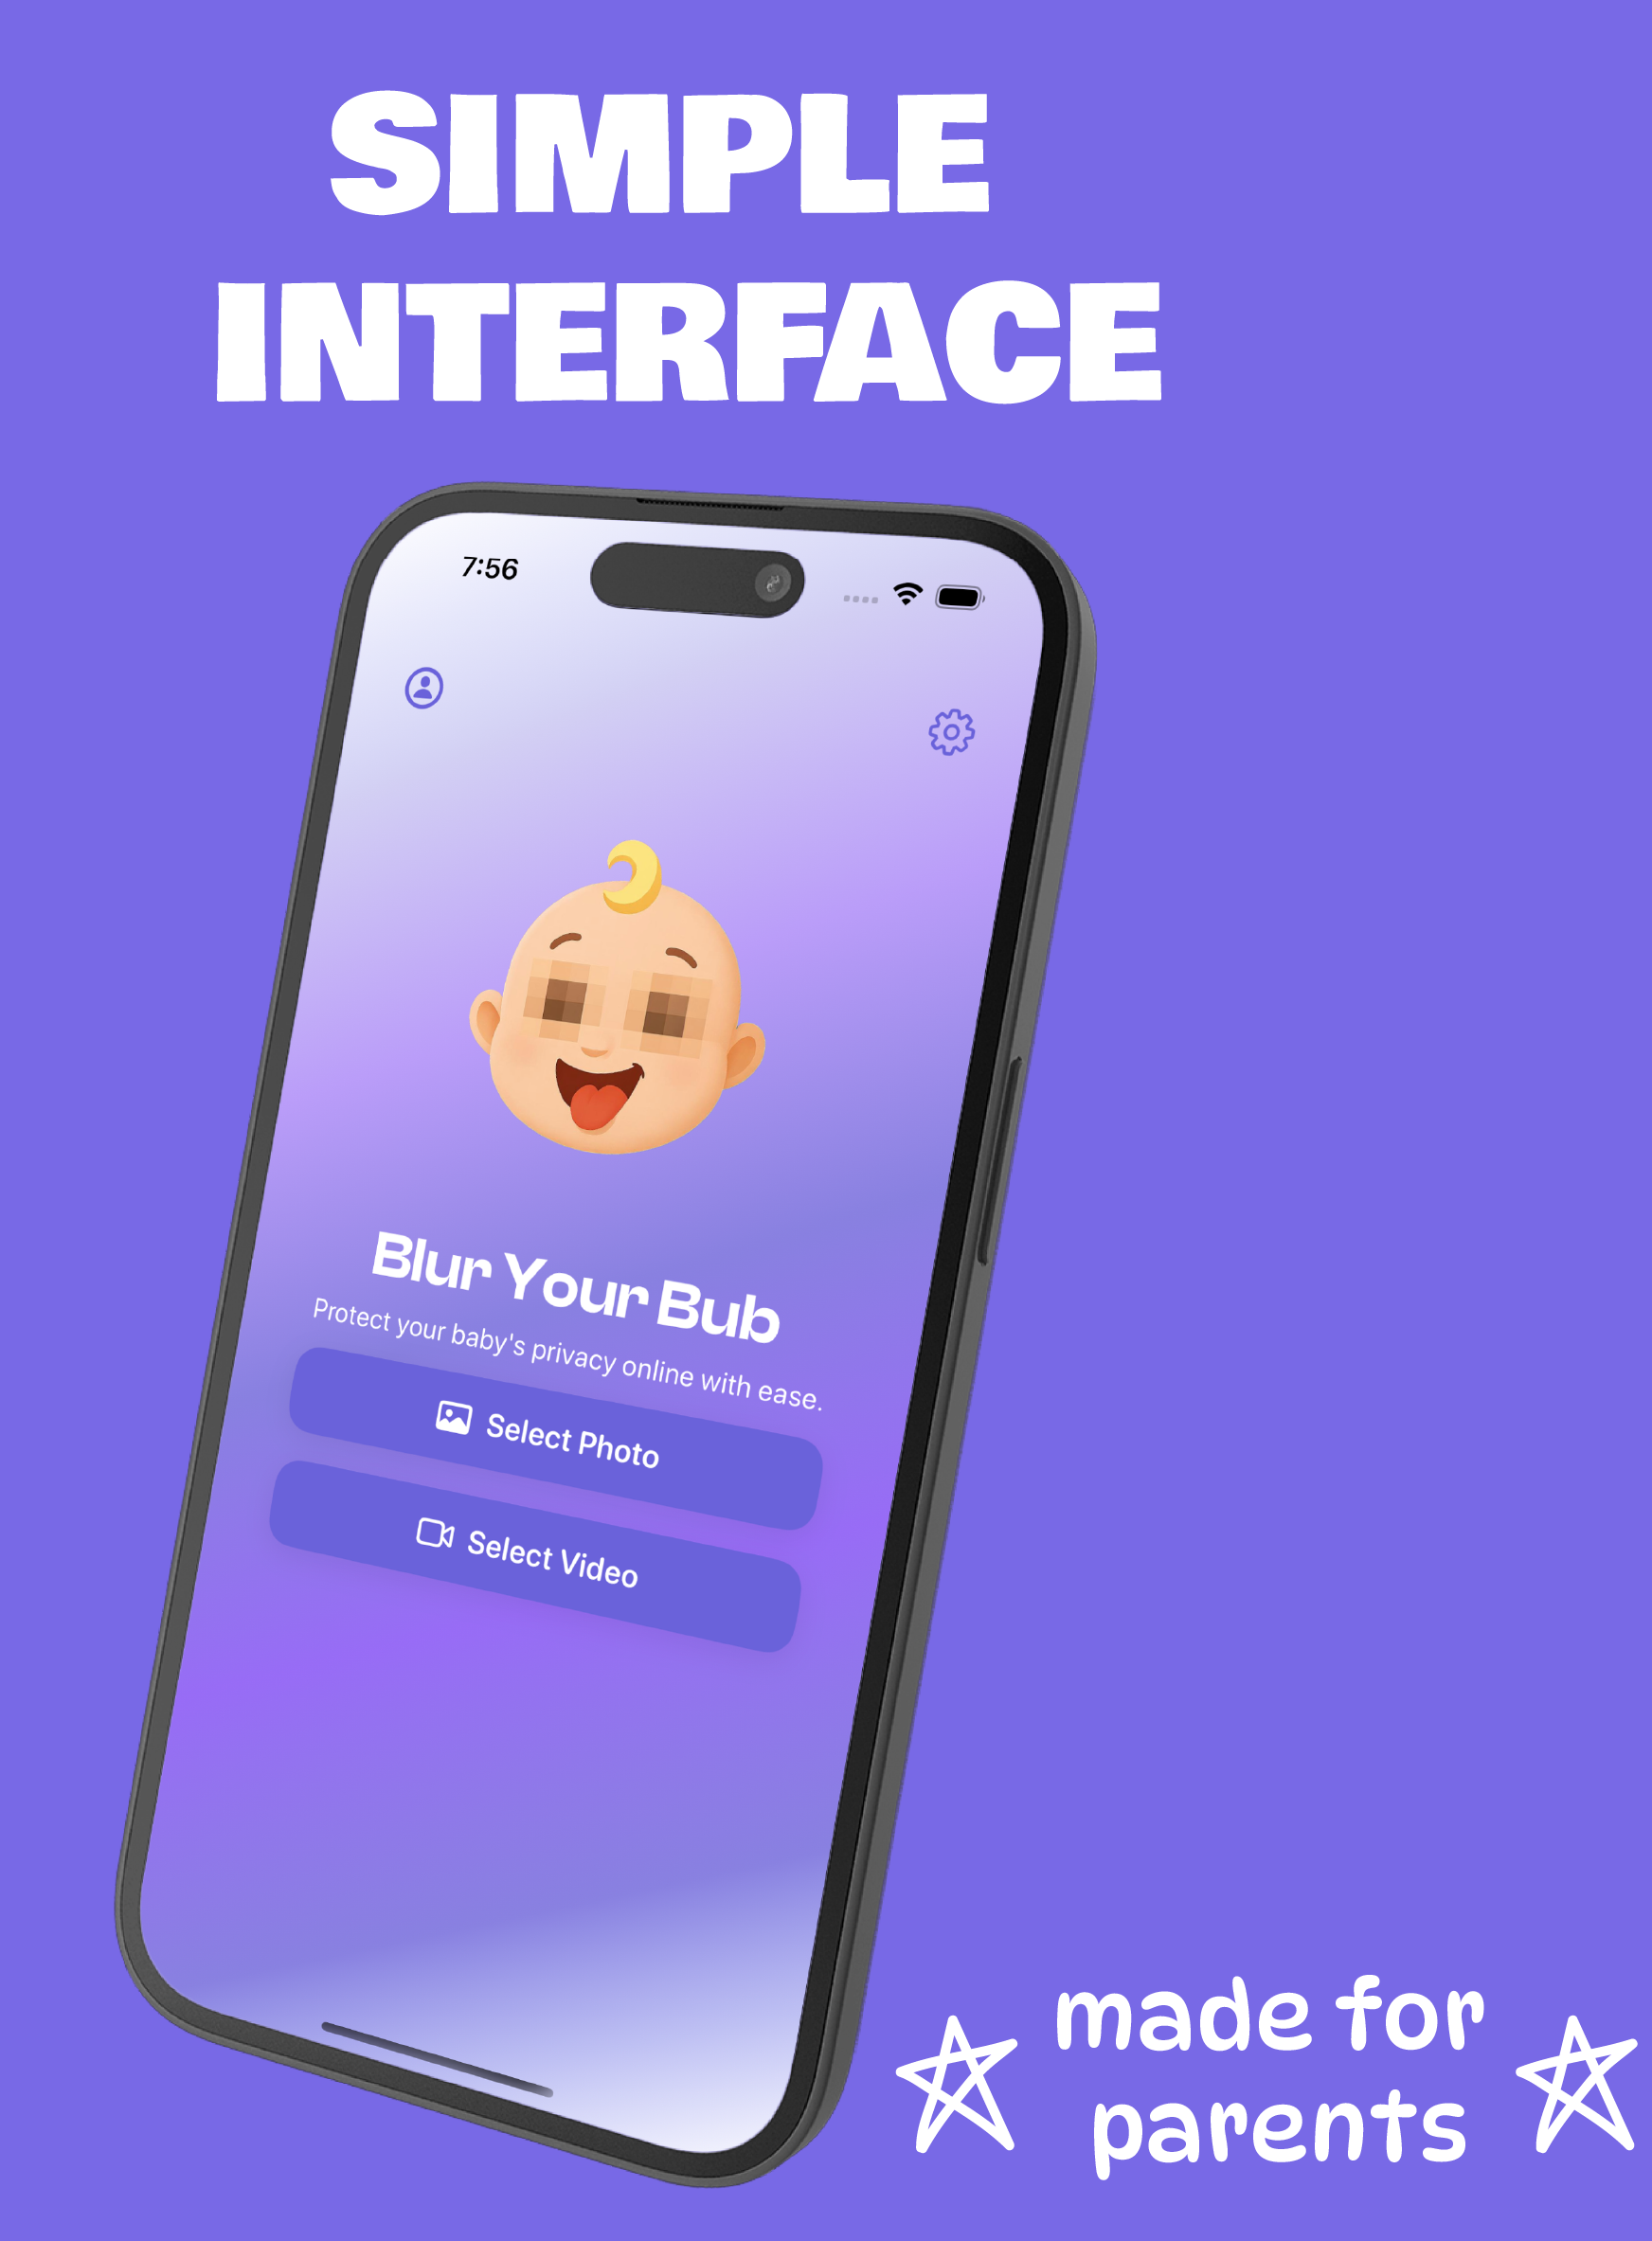 SIMPLE
INTERFACE
7:56
Blur Your Bub
Protect your baby's privacy online with ease.
Select Photo
Select Video
made for
parents